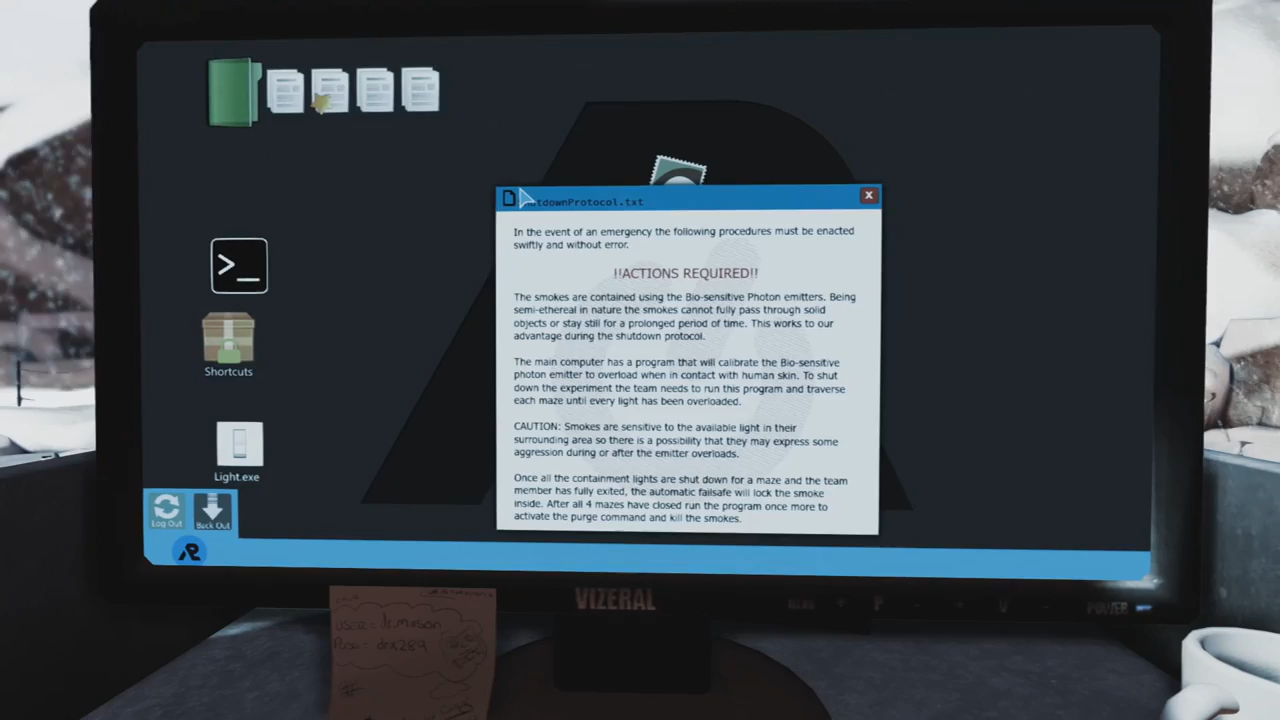 utdownProtocol.txt
In the event of an emergency the following procedures must be enacted
swiftly and without error.
!!ACTIONS REQUIRED!!
The smokes are contained using the Bio-sensitive Photon emitters. Being
semi-ethereal in nature the smokes cannot fully pass through solid
objects or stay still for a prolonged period of time. This works to our
advantage during the shutdown protocol.
The main computer has a program that will calibrate the Bio-sensitive
photon emitter to overload when in contact with human skin. To shut
down the experiment the team needs to run this program and traverse
each maze until every light has been overloaded.
CAUTION: Smokes are sensitive to the available light in their
surrounding area so there is a possibility that they may express some
aggression during or after the emitter overloads.
Once all the containment lights are shut down for a maze and the team
member has fully exited, the automatic failsafe will lock the smoke
inside. After all 4 mazes have closed run the program once more to
activate the purge command and kill the smokes.
>_
Shortcuts
Light.exe
Log Out
Back Out
R
VIZERAL
MENU
POWER
USER = dr.munson
Pass = drx289